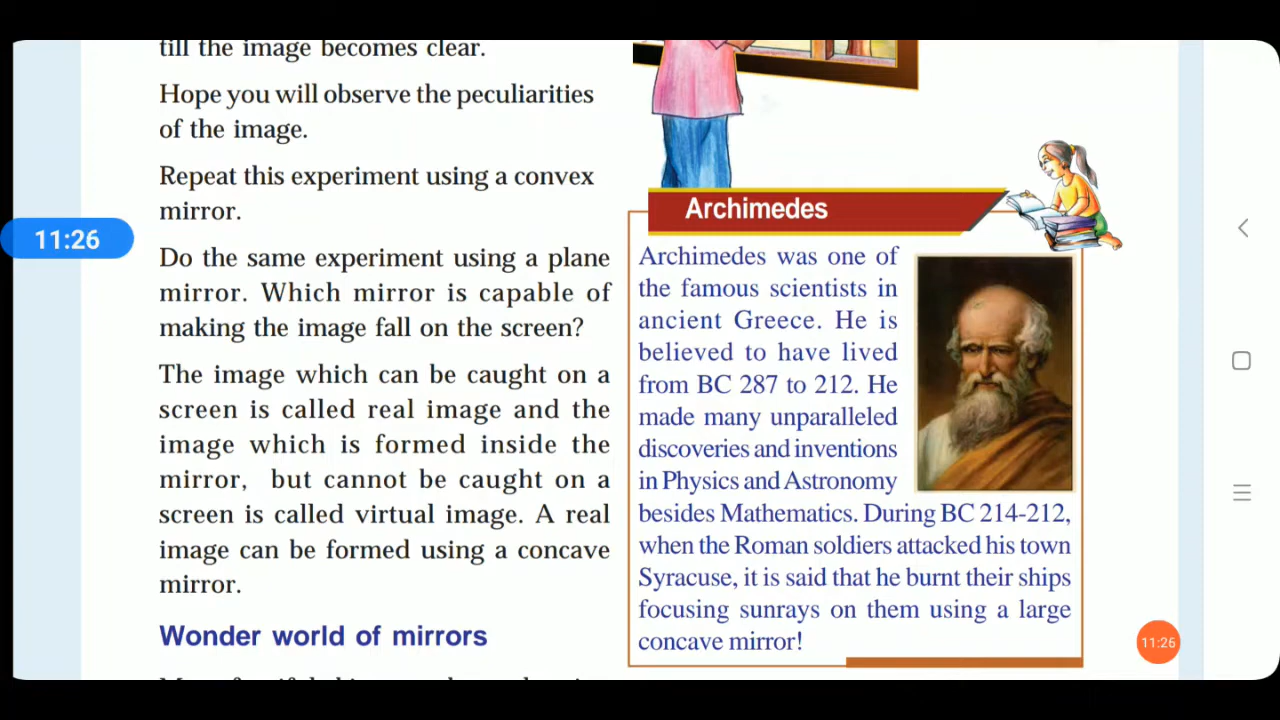 till the image becomes clear.
Hope you will observe the peculiarities
of the image.
Repeat this experiment using a convex
mirror.
Do the same experiment using a plane
mirror. Which mirror is capable of
making the image fall on the screen?
The image which can be caught on a
screen is called real image and the
image which is formed inside the
mirror, but cannot be caught on a
screen is called virtual image. A real
image can be formed using a concave
mirror.
Wonder world of mirrors
11:26
Archimedes
Archimedes was one of
the famous scientists in
ancient Greece. He is
believed to have lived
from BC 287 to 212. He
made many unparalleled
discoveries and inventions
in Physics and Astronomy
besides Mathematics. During BC 214-212,
when the Roman soldiers attacked his town
Syracuse, it is said that he burnt their ships
focusing sunrays on them using a large
concave mirror!
11:26